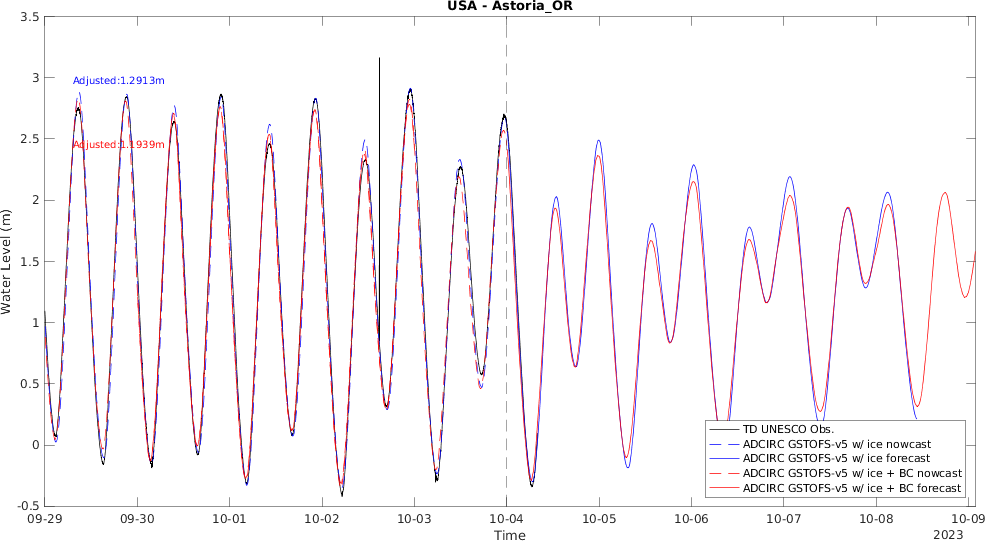 USA - Astoria_OR
3.5
3
2.5
2
1.5
1
0.5
0
-0.5
Water Level (m)
Adjusted:1.2913m
Adjusted:1.1939m
TD UNESCO Obs.
ADCIRC GSTOFS-v5 w/ ice nowcast
ADCIRC GSTOFS-v5 w/ ice forecast
ADCIRC GSTOFS-v5 w/ ice + BC nowcast
ADCIRC GSTOFS-v5 w/ ice + BC forecast
09-29 09-30 10-01 10-02 10-03 10-04 10-05 10-06 10-07 10-08 10-09
Time
2023